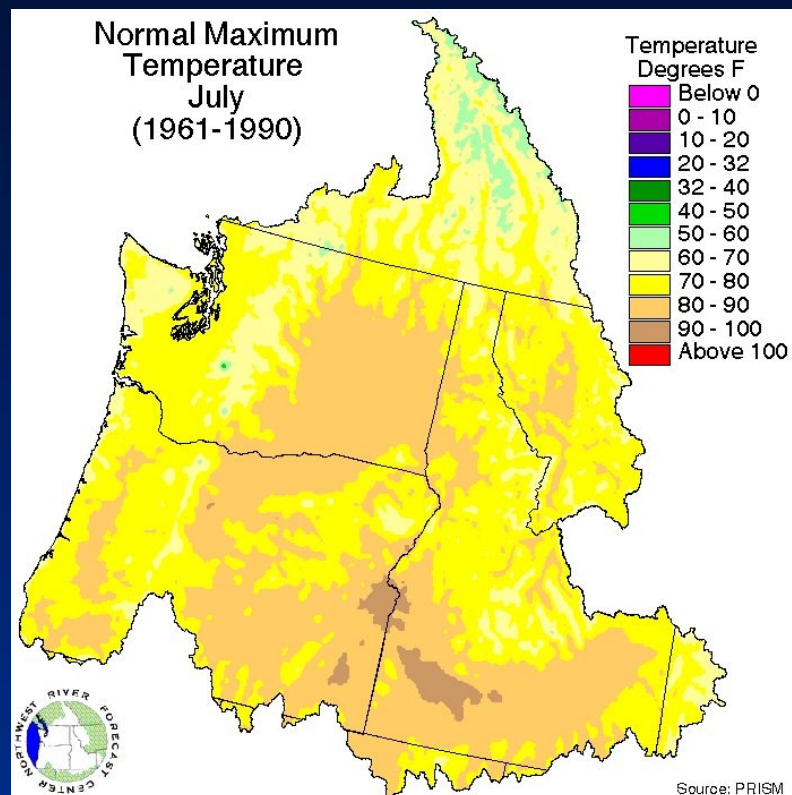 Normal Maximum
Temperature
July
(1961-1990)
Temperature
Degrees F
Below 0
0 - 10
10 - 20
20 - 32
32 - 40
40 - 50
50 - 60
60 - 70
70 - 80
80 - 90
90 - 100
Above 100
NORTHWEST RIVER FORECAST CENTER
Source: PRISM